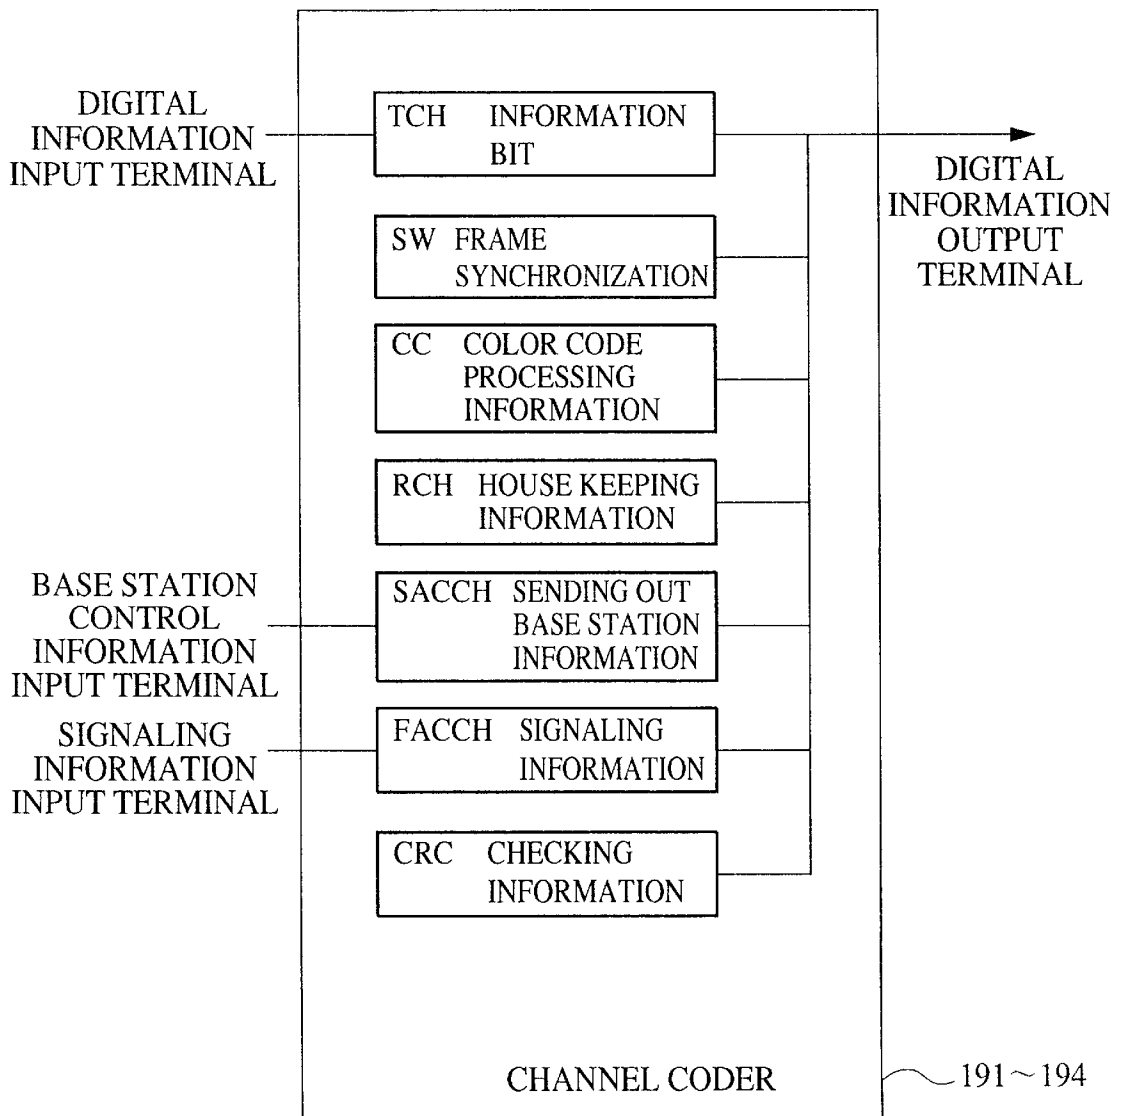 DIGITAL
INFORMATION
INPUT TERMINAL
TCH INFORMATION
BIT
DIGITAL
INFORMATION
OUTPUT
TERMINAL
SW FRAME
SYNCHRONIZATION
CC COLOR CODE
PROCESSING
INFORMATION
RCH HOUSE KEEPING
INFORMATION
BASE STATION
CONTROL
INFORMATION
INPUT TERMINAL
SACCH SENDING OUT
BASE STATION
INFORMATION
SIGNALING
INFORMATION
INPUT TERMINAL
FACCH SIGNALING
INFORMATION
CRC CHECKING
INFORMATION
CHANNEL CODER
191~194